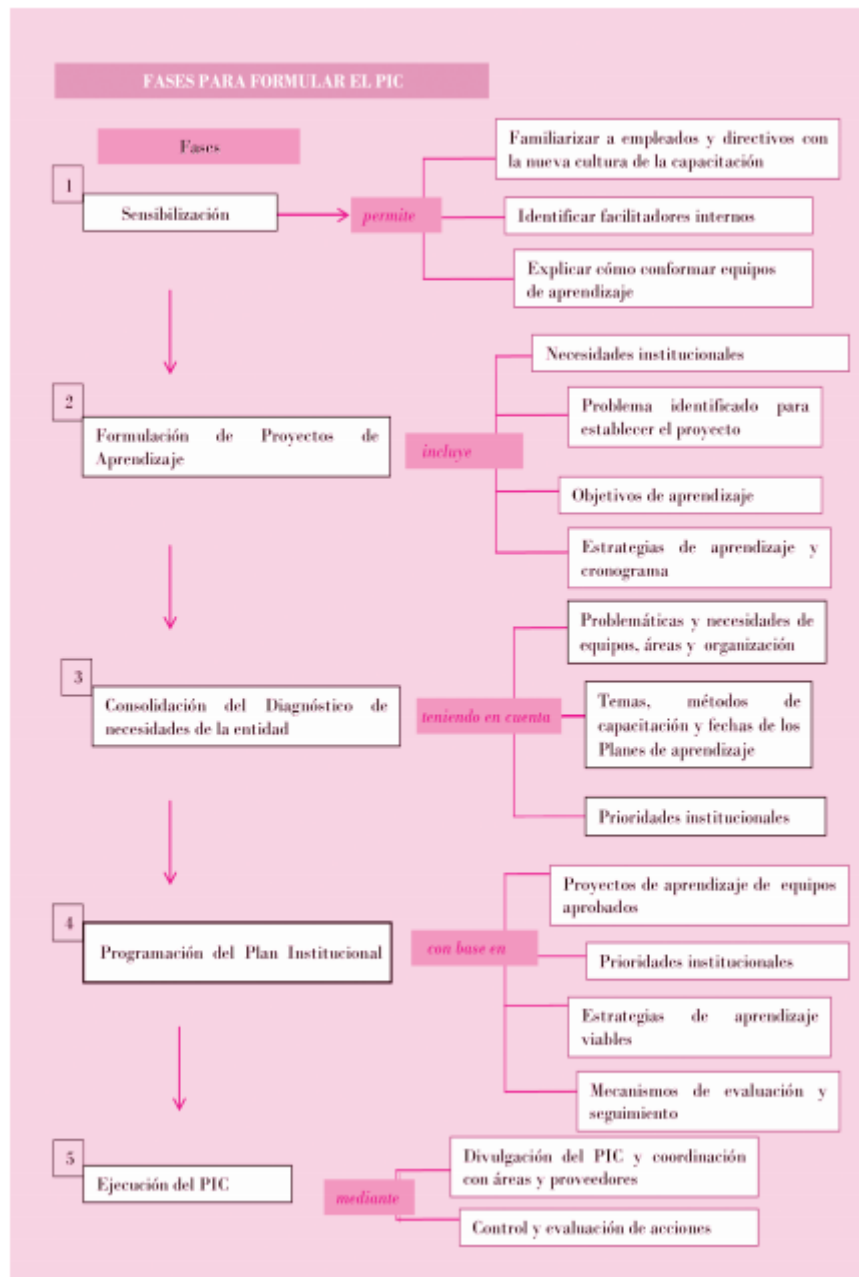 FASES PARA FORMULAR EL PIC
Fases
1
Sensibilización
permite
Familiarizar a empleados y directivos con
la nueva cultura de la capacitación
Identificar facilitadores internos
Explicar cómo conformar equipos
de aprendizaje
2
Formulación de Proyectos de
Aprendizaje
incluye
Necesidades institucionales
Problema identificado para
establecer el proyecto
Objetivos de aprendizaje
Estrategias de aprendizaje y
cronograma
3
Consolidación del Diagnóstico de
necesidades de la entidad
teniendo en cuenta
Problemáticas y necesidades de
equipos, áreas y organización
Temas, métodos de
capacitación y fechas de los
Planes de aprendizaje
Prioridades institucionales
4
Programación del Plan Institucional
con base en
Proyectos de aprendizaje de equipos
aprobados
Prioridades institucionales
Estrategias de aprendizaje
viables
Mecanismos de evaluación y
seguimiento
5
Ejecución del PIC
mediante
Divulgación del PIC y coordinación
con áreas y proveedores
Control y evaluación de acciones